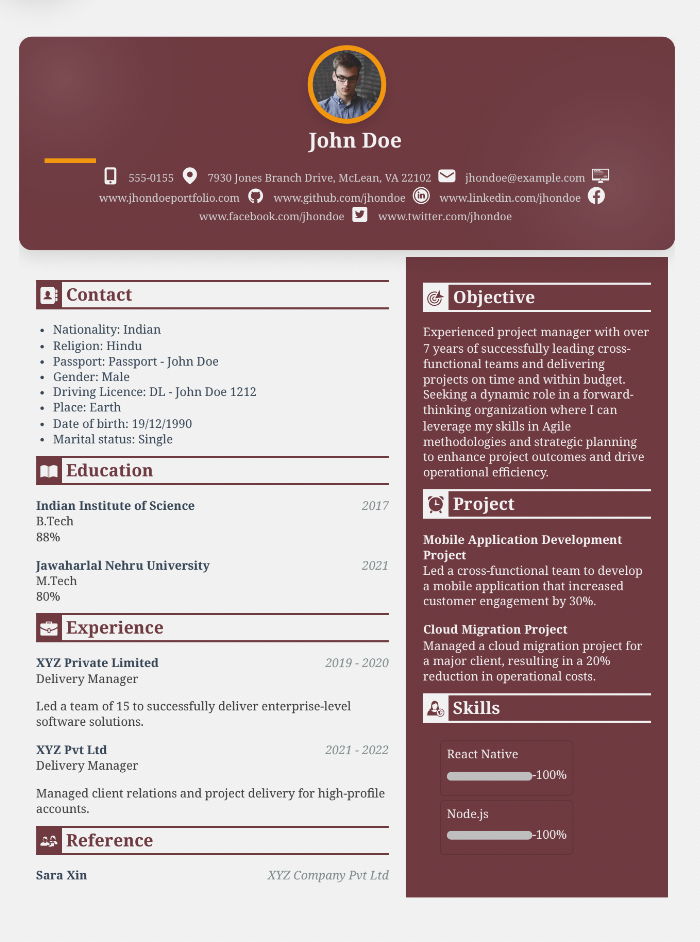 John Doe
555-0155 7930 Jones Branch Drive, McLean, VA 22102 jhondoe@example.com
www.jhondoeportfolio.com www.github.com/jhondoe www.linkedin.com/jhondoe
www.facebook.com/jhondoe www.twitter.com/jhondoe
Contact
• Nationality: Indian
• Religion: Hindu
• Passport: Passport - John Doe
• Gender: Male
• Driving Licence: DL - John Doe 1212
• Place: Earth
• Date of birth: 19/12/1990
• Marital status: Single
Education
Indian Institute of Science 2017
B.Tech
88%
Jawaharlal Nehru University 2021
M.Tech
80%
Experience
XYZ Private Limited 2019 - 2020
Delivery Manager
Led a team of 15 to successfully deliver enterprise-level
software solutions.
XYZ Pvt Ltd 2021 - 2022
Delivery Manager
Managed client relations and project delivery for high-profile
accounts.
Reference
Sara Xin XYZ Company Pvt Ltd
Objective
Experienced project manager with over
7 years of successfully leading cross-
functional teams and delivering
projects on time and within budget.
Seeking a dynamic role in a forward-
thinking organization where I can
leverage my skills in Agile
methodologies and strategic planning
to enhance project outcomes and drive
operational efficiency.
Project
Mobile Application Development
Project
Led a cross-functional team to develop
a mobile application that increased
customer engagement by 30%.
Cloud Migration Project
Managed a cloud migration project for
a major client, resulting in a 20%
reduction in operational costs.
Skills
React Native
-100%
Node.js
-100%